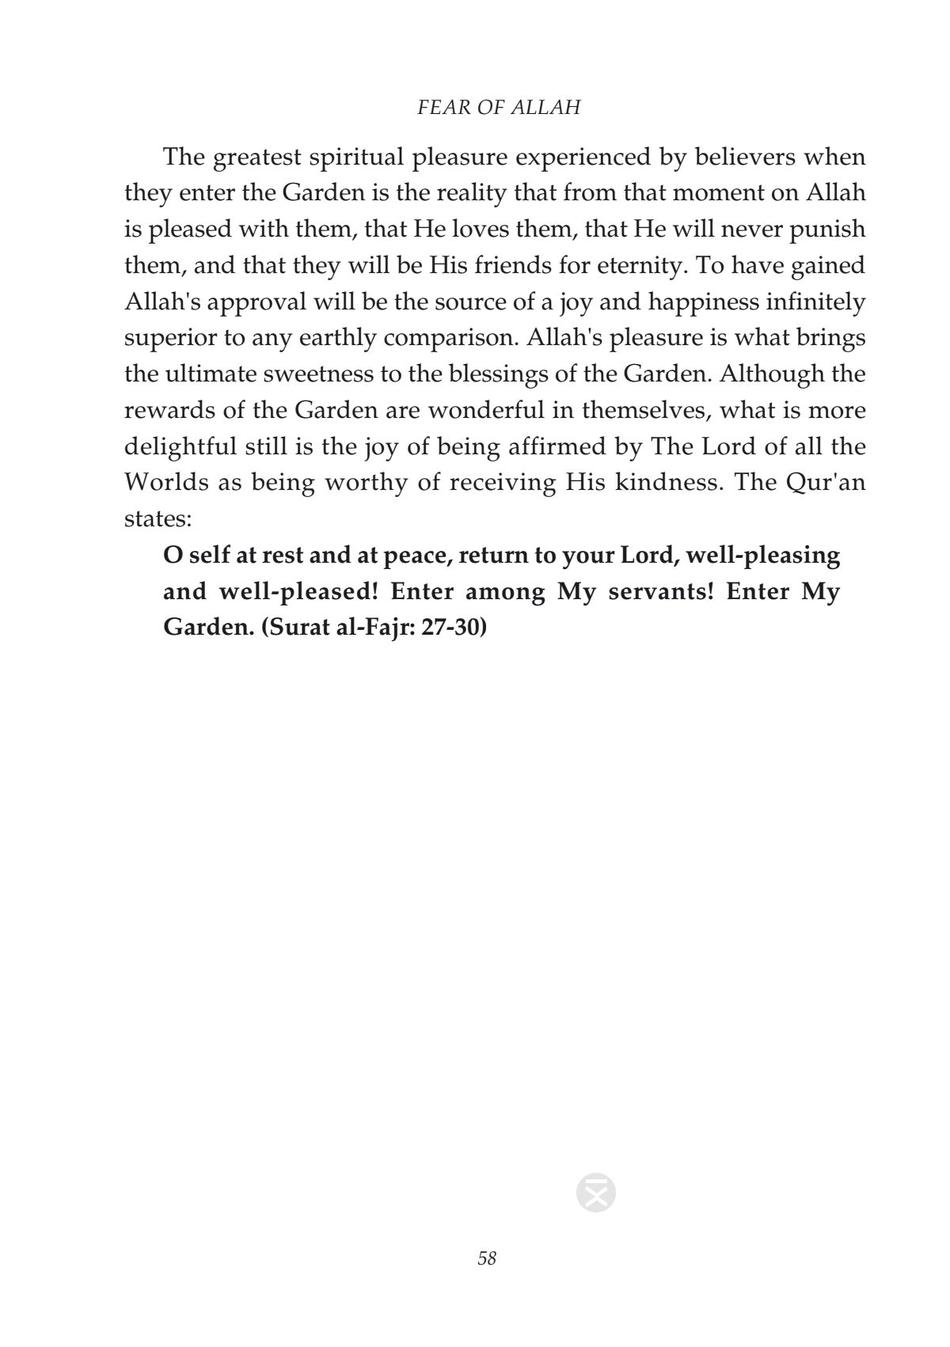 FEAR OF ALLAH
The greatest spiritual pleasure experienced by believers when
they enter the Garden is the reality that from that moment on Allah
is pleased with them, that He loves them, that He will never punish
them, and that they will be His friends for eternity. To have gained
Allah's approval will be the source of a joy and happiness infinitely
superior to any earthly comparison. Allah's pleasure is what brings
the ultimate sweetness to the blessings of the Garden. Although the
rewards of the Garden are wonderful in themselves, what is more
delightful still is the joy of being affirmed by The Lord of all the
Worlds as being worthy of receiving His kindness. The Qur'an
states:
O self at rest and at peace, return to your Lord, well-pleasing
and well-pleased! Enter among My servants! Enter My
Garden. (Surat al-Fajr: 27-30)
58